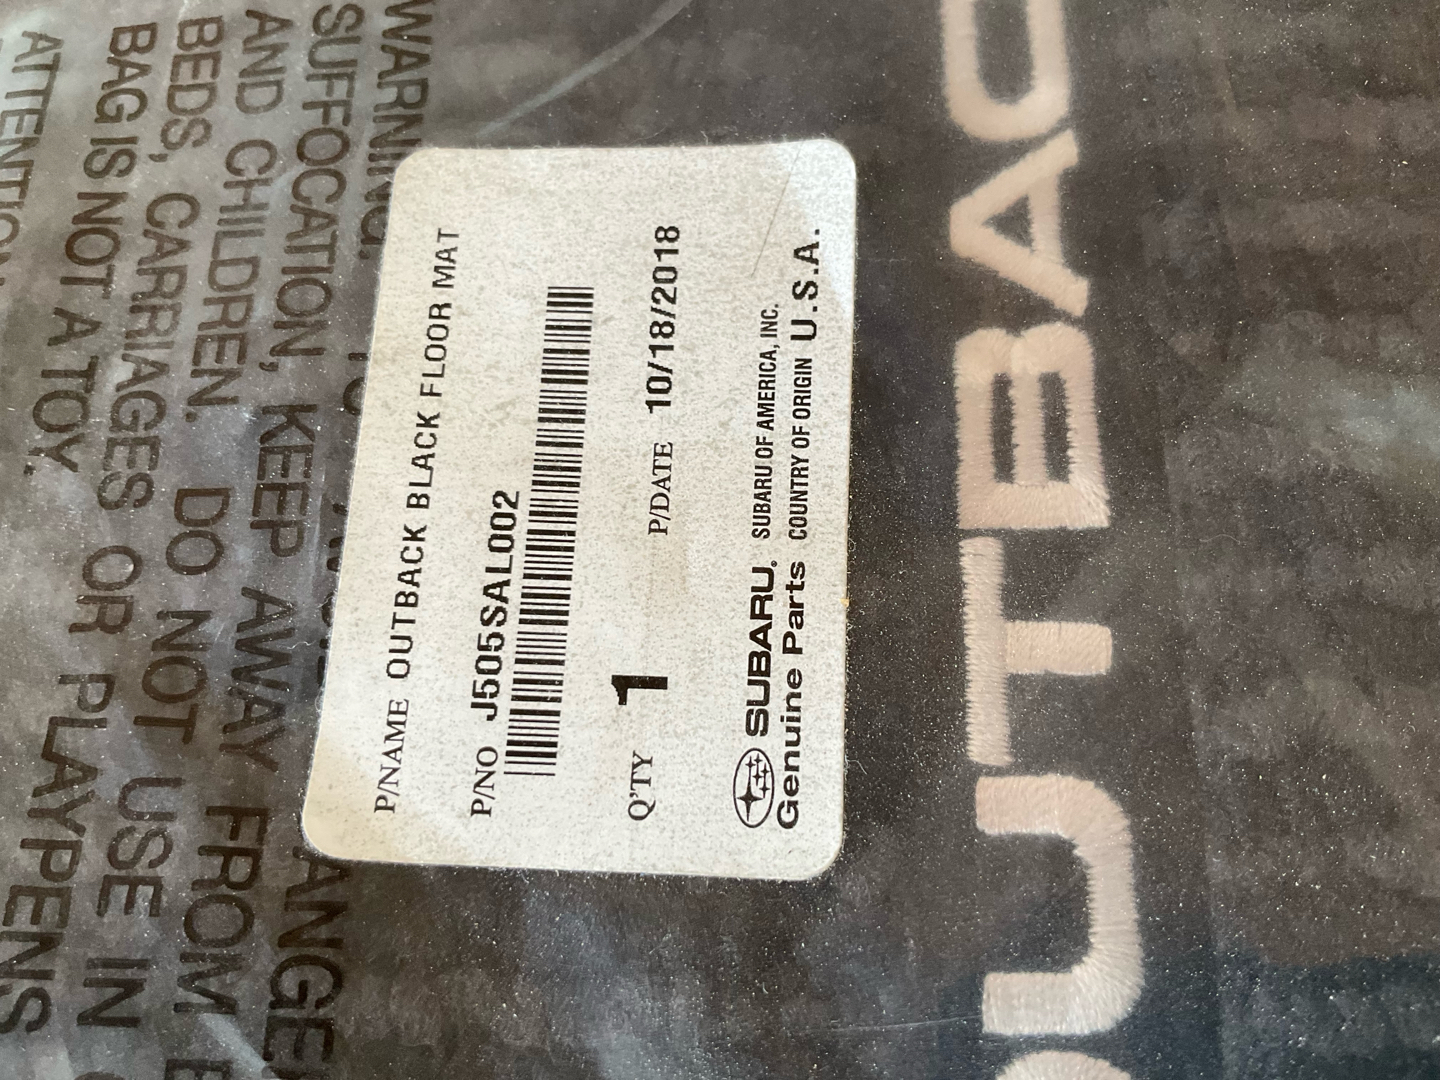 WARNING:
SUFFOCATION, KEEP AWAY FROM
AND CHILDREN. DO NOT USE IN
BEDS, CARRIAGES OR PLAYPENS
BAG IS NOT A TOY.
ATTENTION
P/NAME OUTBACK BLACK FLOOR MAT
P/NO J505SAL002
Q'TY 1 P/DATE 10/18/2018
SUBARU. SUBARU OF AMERICA, INC.
Genuine Parts COUNTRY OF ORIGIN U.S.A.
OUTBAC